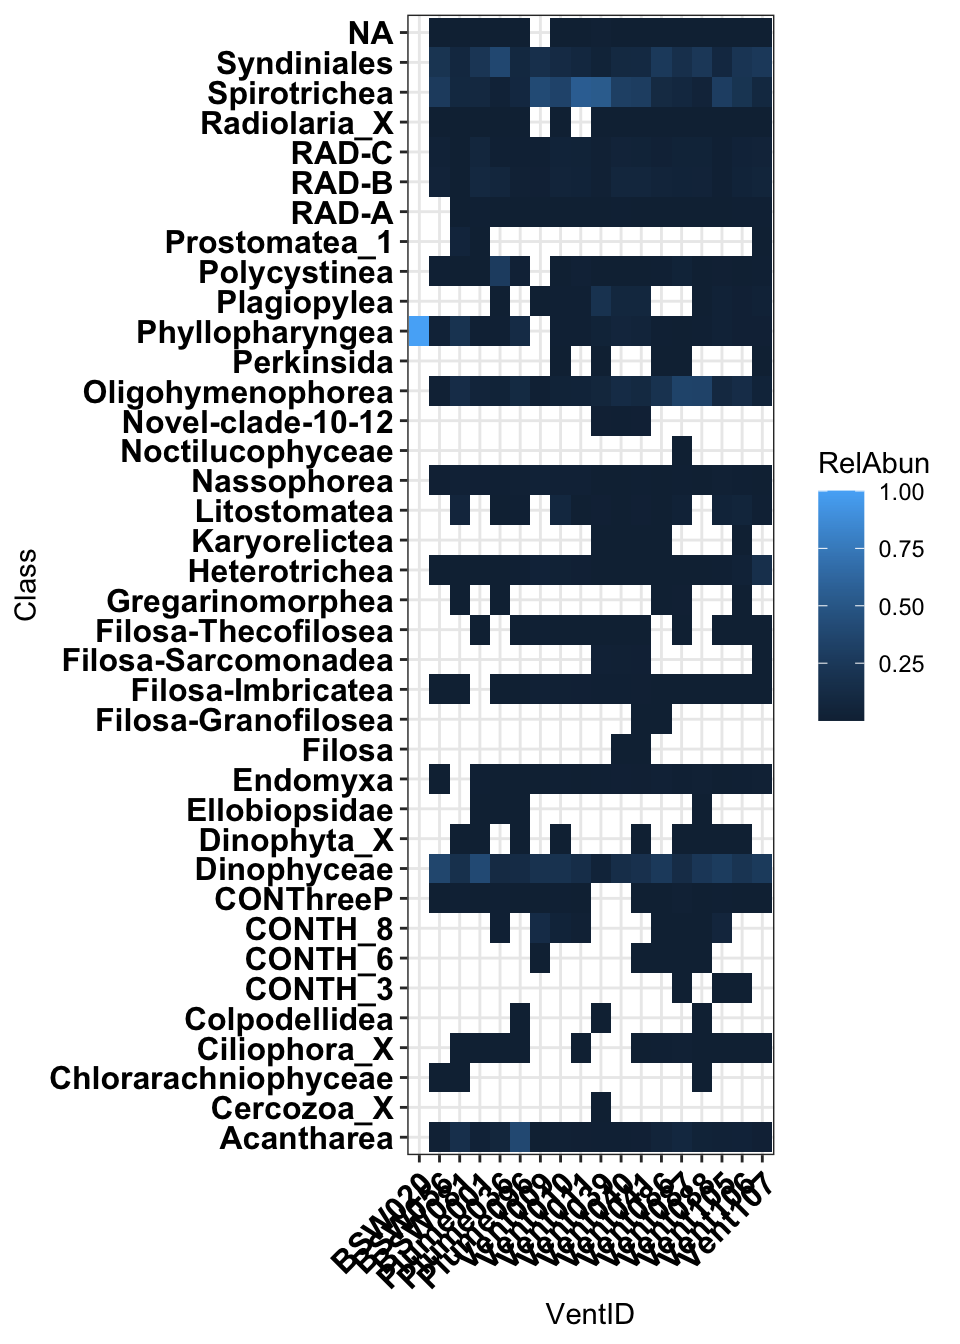 NA
Syndiniales
Spirotrichea
Radiolaria_X
RAD-C
RAD-B
RAD-A
Prostomatea_1
Polycystinea
Plagiopylea
Phyllopharyngea
Perkinsida
Oligohymenophorea
Novel-clade-10-12
Noctilucophyceae
Nassophorea
Litostomatea
Karyorelictea
Heterotrichea
Gregarinomorphea
Filosa-Thecofilosea
Filosa-Sarcomonadea
Filosa-Imbricatea
Filosa-Granofilosea
Filosa
Endomyxa
Ellobiopsidae
Dinophyta_X
Dinophyceae
CONThreeP
CONTH_8
CONTH_6
CONTH_3
Colpodellidea
Ciliophora_X
Chlorarachniophyceae
Cercozoa_X
Acantharea
Class
BSW020
Vent107
VentID
RelAbun
1.00
0.75
0.50
0.25